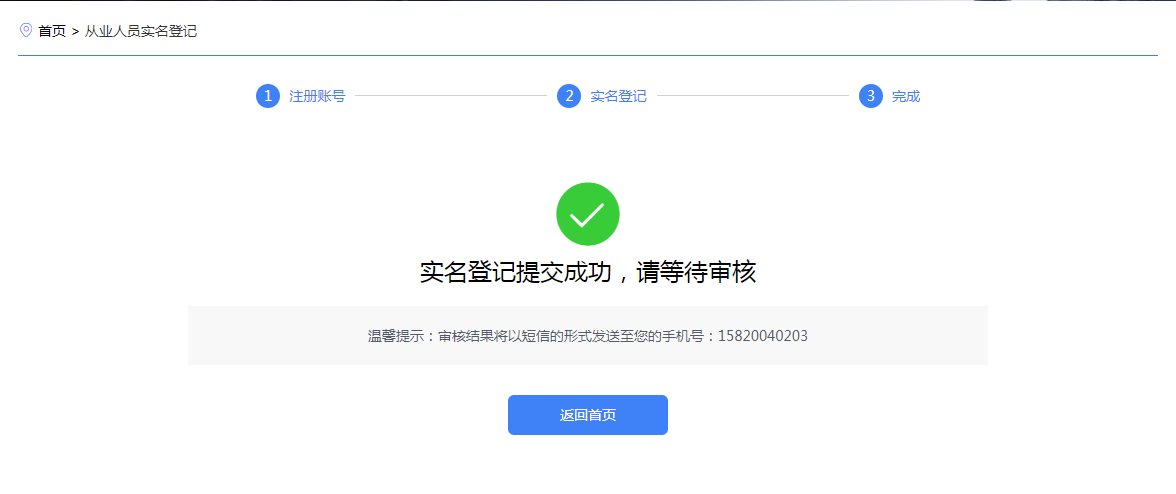 首页 > 从业人员实名登记
1 注册账号 2 实名登记 3 完成
实名登记提交成功，请等待审核
温馨提示：审核结果将以短信的形式发送至您的手机号：15820040203
返回首页